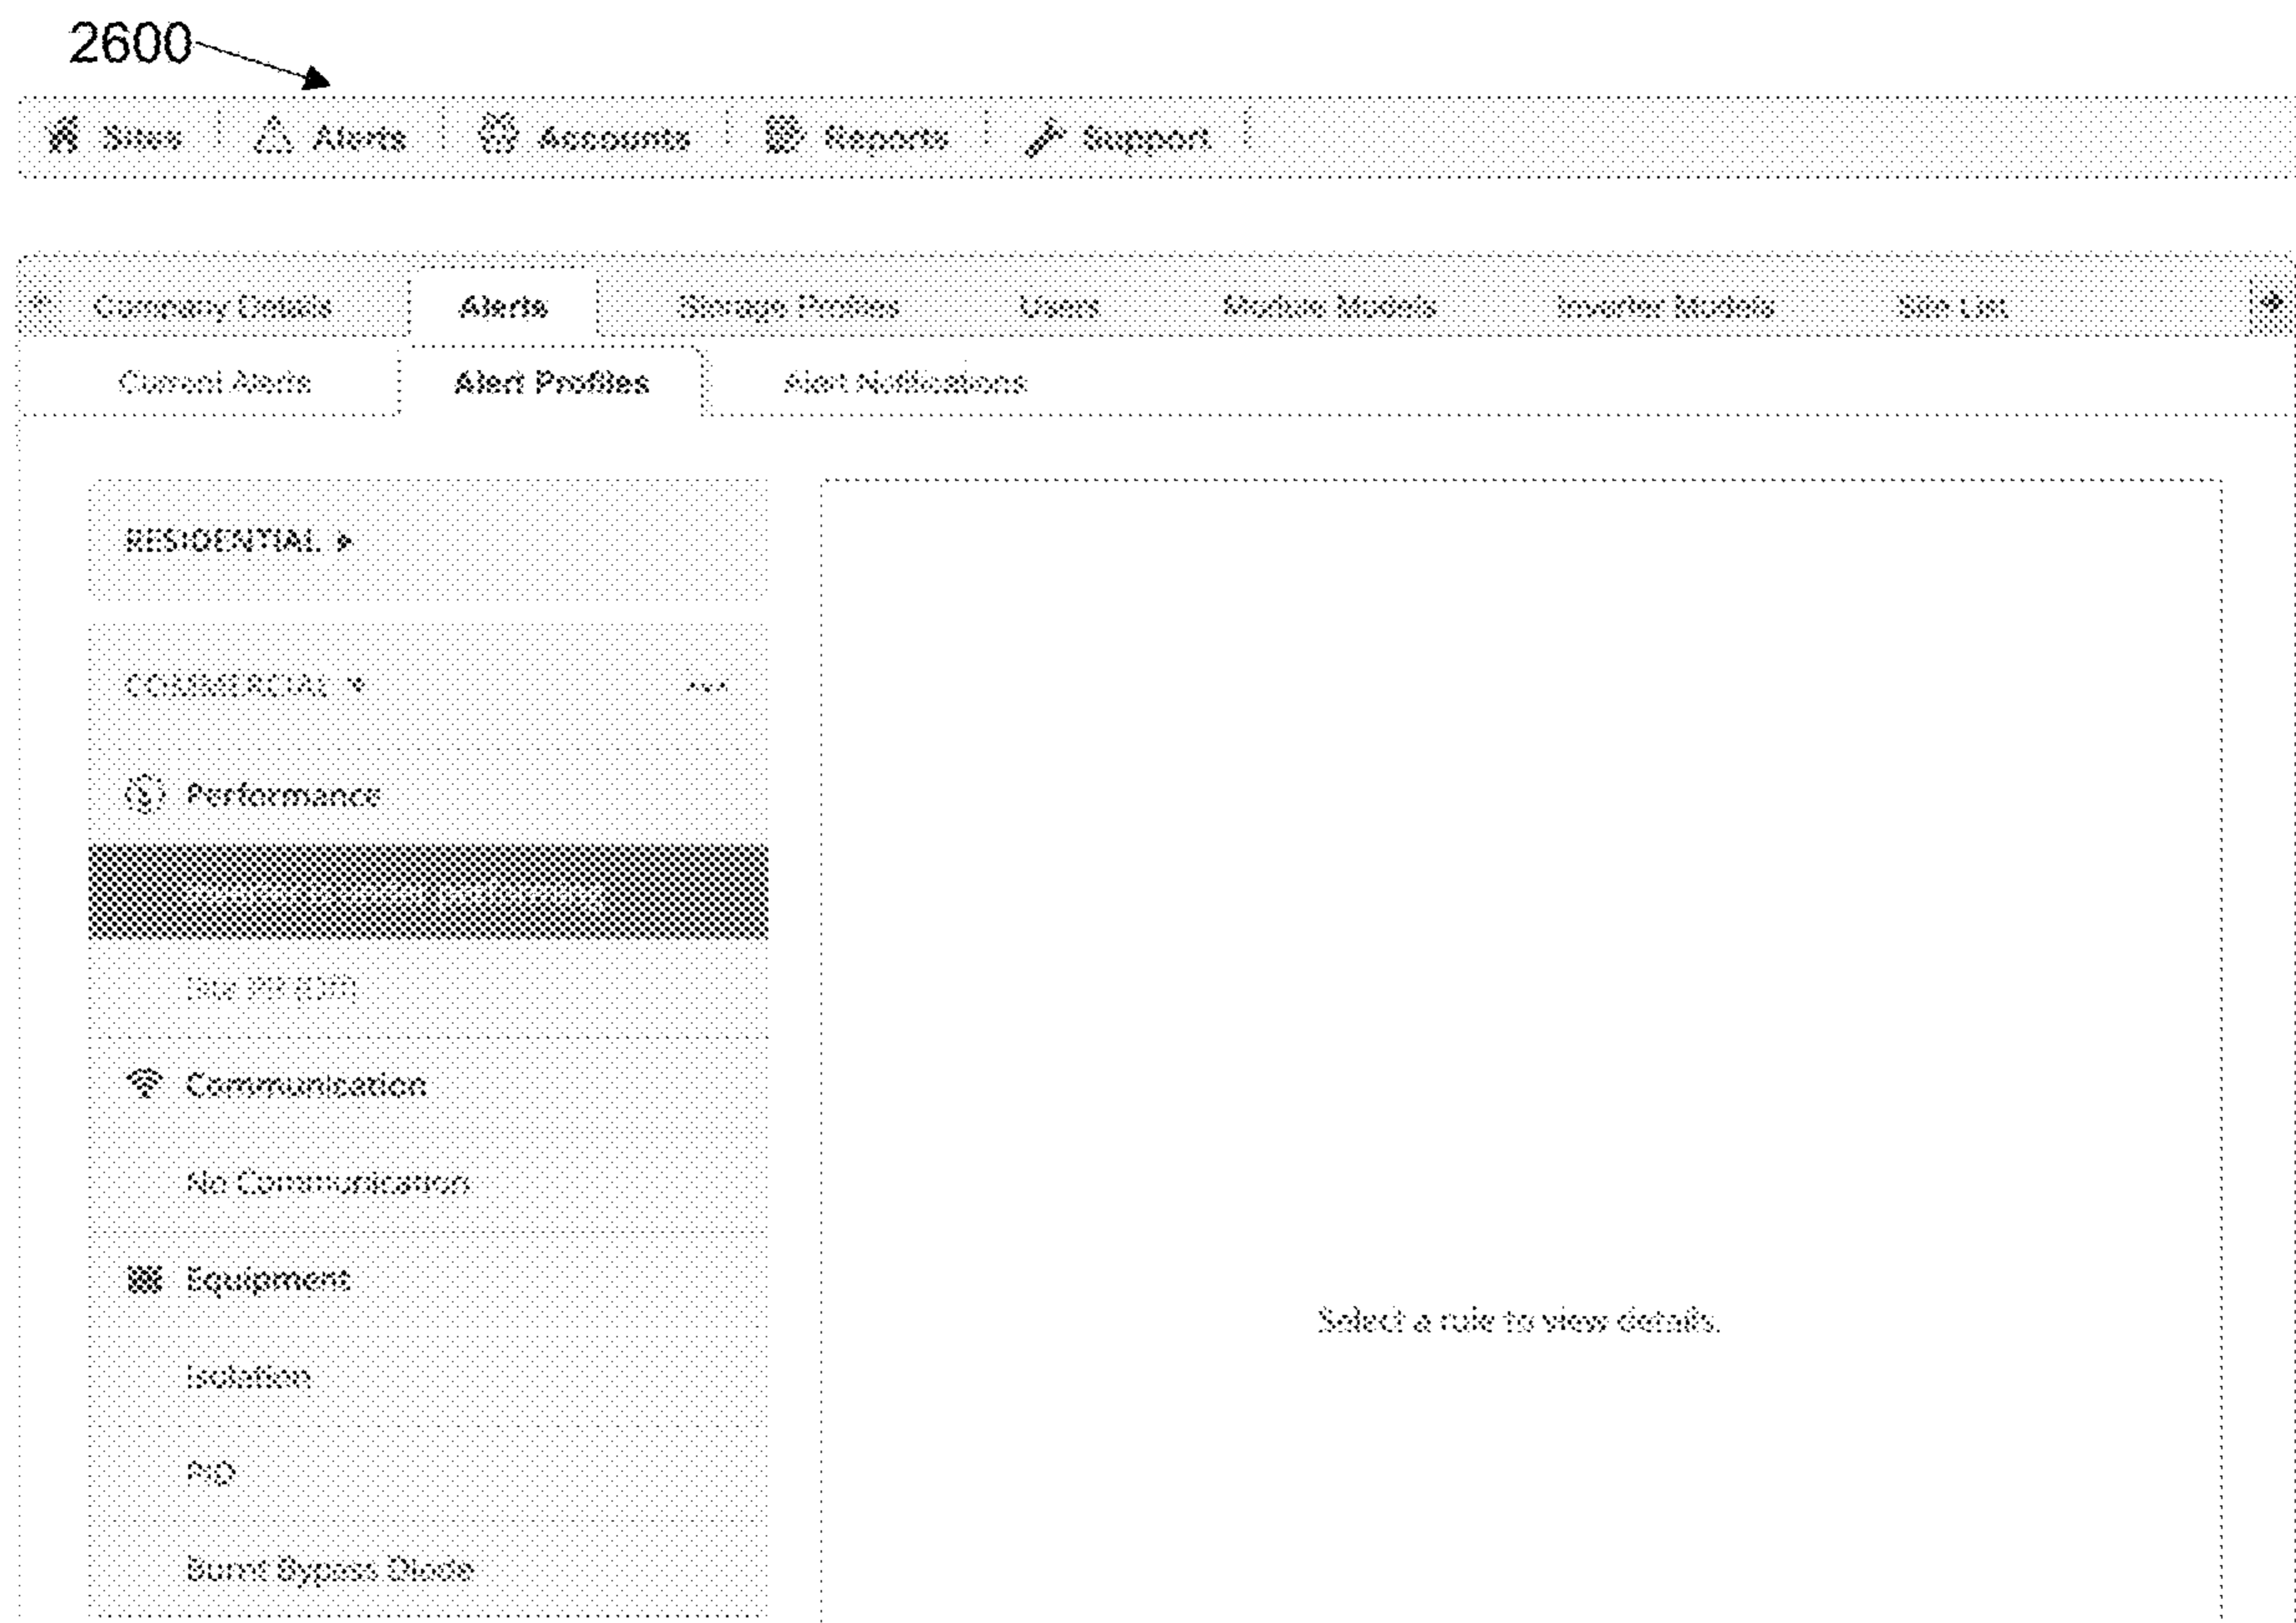 2600
Sites Alerts Accounts Reports Support
Company Details Alerts Storage Profiles Users Module Models Inverter Models Site List
Current Alerts Alert Profiles Alert Notifications
RESIDENTIAL
COMMERCIAL
Performance
Low PR
Communication
No Communication
Equipment
Isolation
PID
Burnt Bypass Diode
Select a rule to view details.